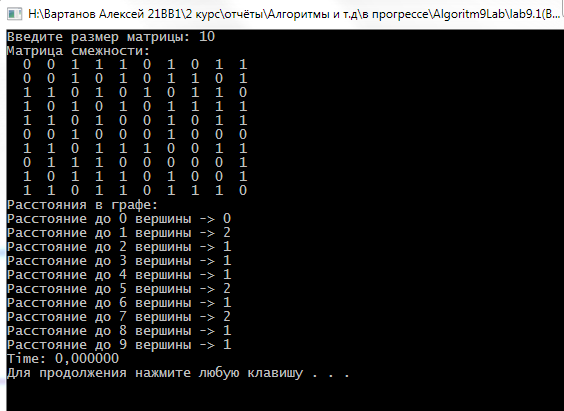 H:\Вартанов Алексей 21ВВ1\2 курс\отчёты\Алгоритмы и т.д\в прогрессе\Algoritm9Lab\lab9.1(В...
Введите размер матрицы: 10
Матрица смежности:
0 0 1 1 1 0 1 0 1 1
0 0 1 0 1 0 1 0 1 1
1 1 0 1 0 1 0 1 1 0
1 0 1 0 1 0 1 1 1 1
1 1 0 1 0 0 1 1 0 1
0 0 1 0 0 0 1 0 0 0
1 1 0 1 1 1 0 0 1 1
0 0 1 1 1 0 0 0 0 1
1 1 1 1 0 0 1 0 0 1
1 1 0 1 1 0 1 1 1 0
Расстояния в графе:
Расстояние до 0 вершины -> 0
Расстояние до 1 вершины -> 2
Расстояние до 2 вершины -> 1
Расстояние до 3 вершины -> 1
Расстояние до 4 вершины -> 1
Расстояние до 5 вершины -> 2
Расстояние до 6 вершины -> 1
Расстояние до 7 вершины -> 2
Расстояние до 8 вершины -> 1
Расстояние до 9 вершины -> 1
Time: 0,000000
Для продолжения нажмите любую клавишу . . .